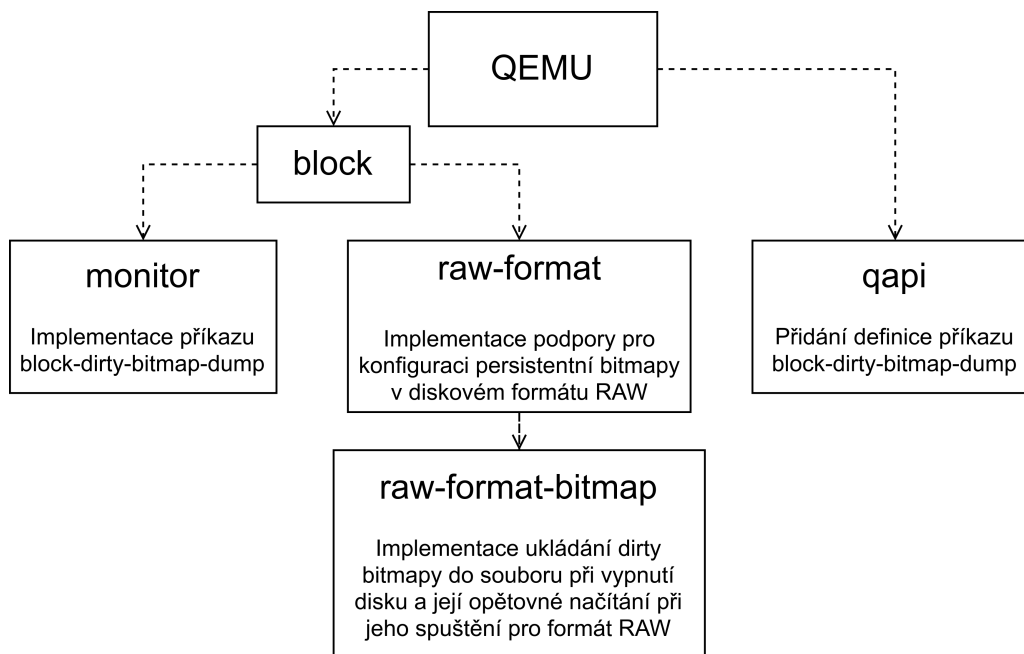 QEMU
block
monitor
Implementace příkazu
block-dirty-bitmap-dump
raw-format
Implementace podpory pro
konfiguraci persistentní bitmapy
v diskovém formátu RAW
qapi
Přidání definice příkazu
block-dirty-bitmap-dump
raw-format-bitmap
Implementace ukládání dirty
bitmapy do souboru při vypnutí
disku a její opětovné načítání při
jeho spuštění pro formát RAW